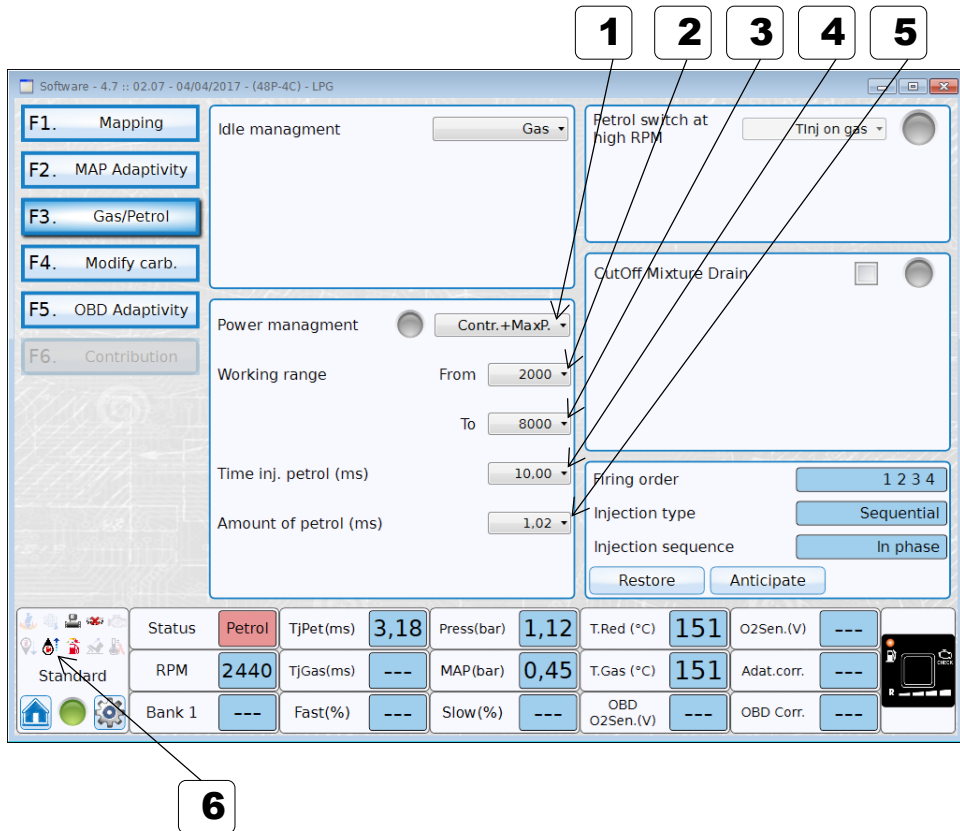 1 2 3 4 5
Software - 4.7 :: 02.07 - 04/04/2017 - (48P-4C) - LPG
F1. Mapping
F2. MAP Adaptivity
F3. Gas/Petrol
F4. Modify carb.
F5. OBD Adaptivity
F6. Contribution
Idle managment Gas
Power managment Contr.+MaxP.
Working range From 2000
To 8000
Time inj. petrol (ms) 10,00
Amount of petrol (ms) 1,02
Petrol switch at
high RPM TInj on gas
CutOff Mixture Drain
Firing order 1 2 3 4
Injection type Sequential
Injection sequence In phase
Restore Anticipate
Standard
Status Petrol TjPet(ms) 3,18 Press(bar) 1,12 T.Red (°C) 151 O2Sen.(V) ---
RPM 2440 TjGas(ms) --- MAP(bar) 0,45 T.Gas (°C) 151 Adat.corr. ---
Bank 1 --- Fast(%) --- Slow(%) --- OBD
O2Sen.(V) --- OBD Corr. ---
CHECK
R
6